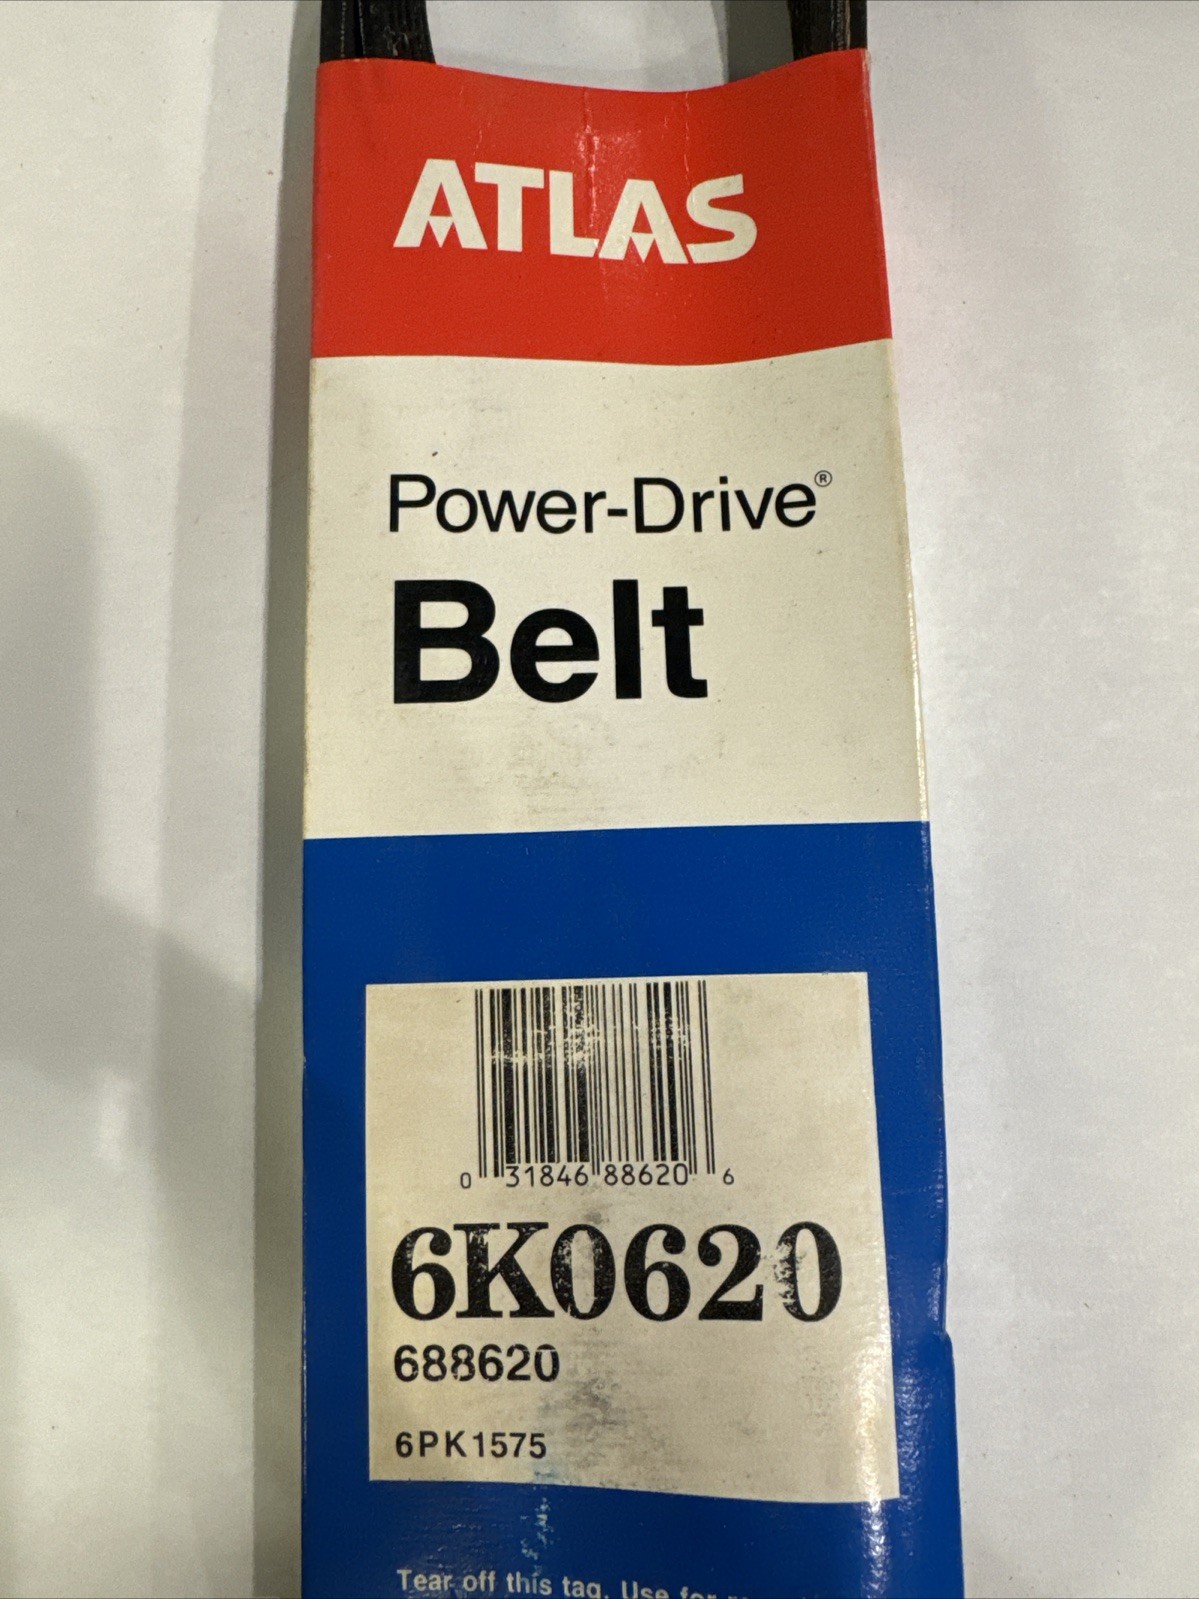 ATLAS
Power-Drive®
Belt
0 31846 88620 6
6K0620
688620
6PK1575
Tear off this tag. Use for